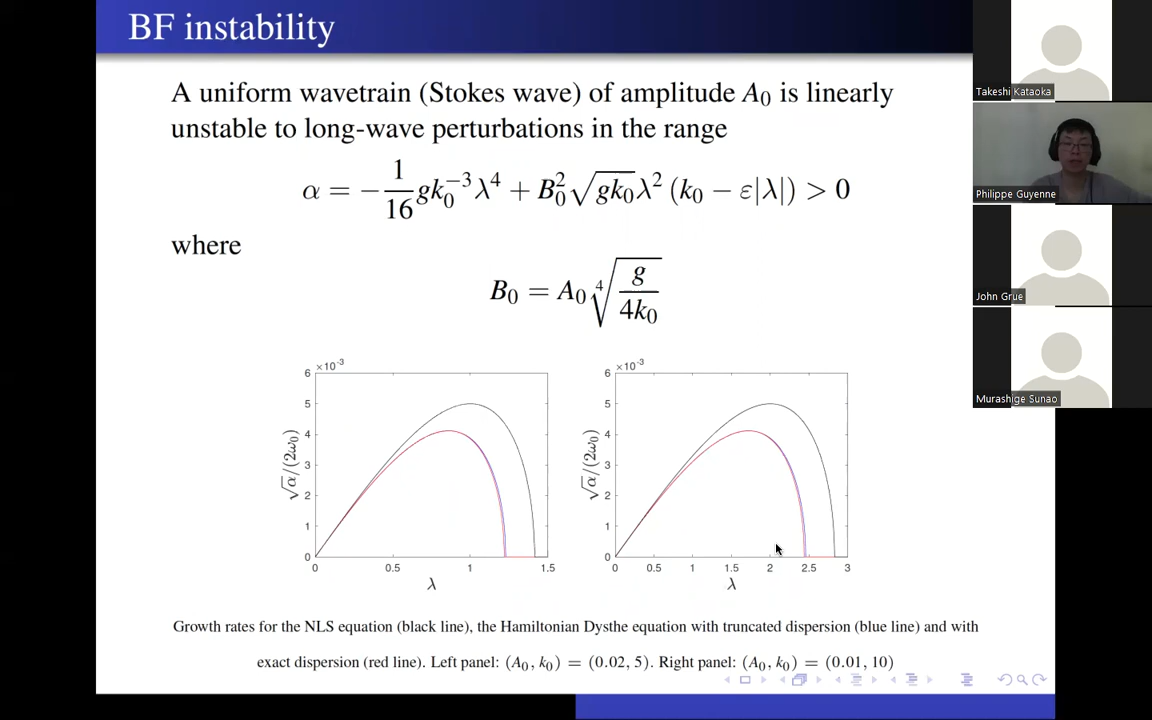 BF instability
A uniform wavetrain (Stokes wave) of amplitude A₀ is linearly
unstable to long-wave perturbations in the range
α = −1/16 gk₀⁻³λ⁴ + B₀²√gk₀λ² (k₀ − ε|λ|) > 0
where
B₀ = A₀ ⁴√(g/4k₀)
×10⁻³
6
5
4
3
2
1
0
√α/(2ω₀)
0 0.5 1 1.5
λ
×10⁻³
6
5
4
3
2
1
0
√α/(2ω₀)
0 0.5 1 1.5 2 2.5 3
λ
Growth rates for the NLS equation (black line), the Hamiltonian Dysthe equation with truncated dispersion (blue line) and with
exact dispersion (red line). Left panel: (A₀, k₀) = (0.02, 5). Right panel: (A₀, k₀) = (0.01, 10)
Takeshi Kataoka
Philippe Guyenne
John Grue
Murashige Sunao